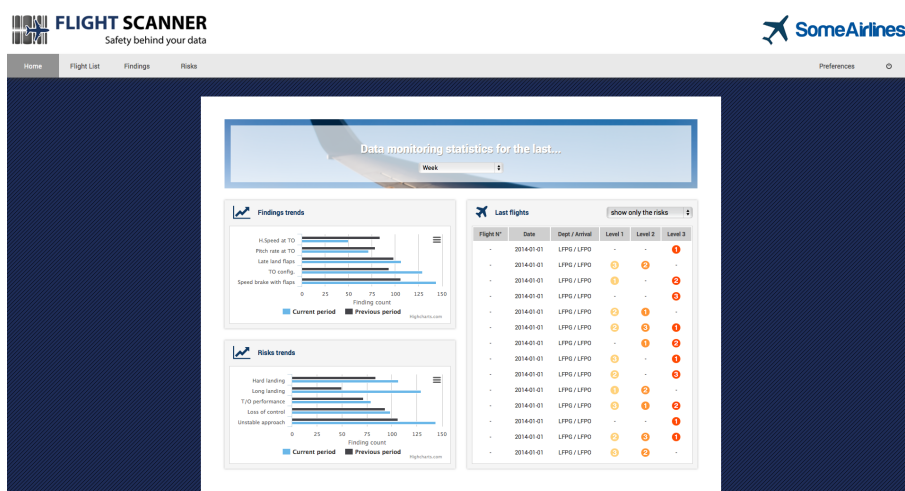 FLIGHT SCANNER
Safety behind your data
SomeAirlines
Home Flight List Findings Risks Preferences
Data monitoring statistics for the last...
Week
Findings trends
H.Speed at TO
Pitch rate at TO
Late land flaps
TO config.
Speed brake with flaps
0 25 50 75 100 125 150
Finding count
Current period Previous period
Highcharts.com
Risks trends
Hard landing
Long landing
T/O performance
Loss of control
Unstable approach
0 25 50 75 100 125 150
Finding count
Current period Previous period
Highcharts.com
Last flights show only the risks
Flight N° Date Dept / Arrival Level 1 Level 2 Level 3
- 2014-01-01 LFPG / LFPO - - 1
- 2014-01-01 LFPG / LFPO 3 2 -
- 2014-01-01 LFPG / LFPO 1 - 2
- 2014-01-01 LFPG / LFPO - - 3
- 2014-01-01 LFPG / LFPO 2 1 -
- 2014-01-01 LFPG / LFPO 2 3 1
- 2014-01-01 LFPG / LFPO - 1 2
- 2014-01-01 LFPG / LFPO 3 - 1
- 2014-01-01 LFPG / LFPO 2 - 3
- 2014-01-01 LFPG / LFPO 1 2 -
- 2014-01-01 LFPG / LFPO 3 1 2
- 2014-01-01 LFPG / LFPO - - 1
- 2014-01-01 LFPG / LFPO 2 3 1
- 2014-01-01 LFPG / LFPO 3 2 -